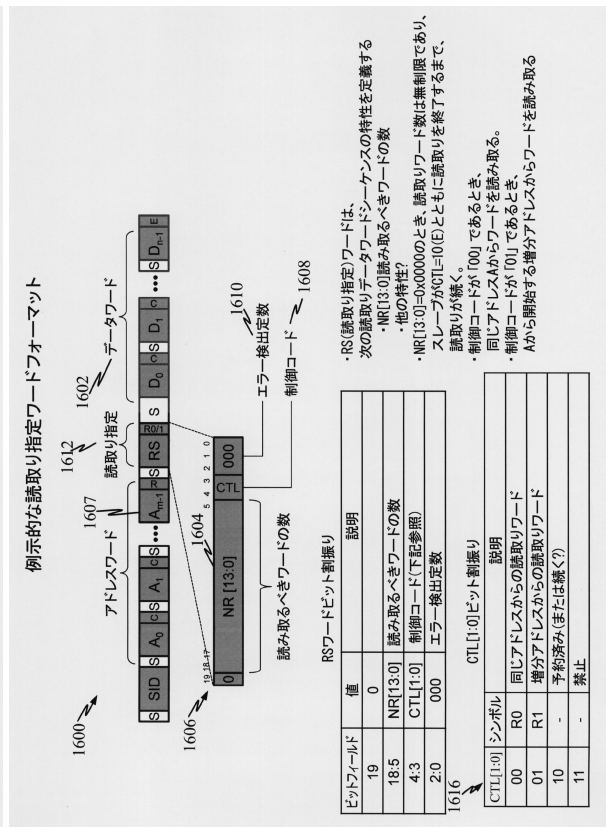 例示的な読取り指定ワードフォーマット
1600
アドレスワード
1607
1612
読取り指定
1602
データワード
S SID S A0 C S A1 C S ••• Am-1 R S RS R0/1 S D0 C S D1 C S ••• S Dn-1 E
1606
19 18 17 5 4 3 2 1 0
1604
0 NR [13:0] CTL 000
1610
エラー検出定数
読み取るべきワードの数
制御コード
1608
RSワードビット割振り
ビットフィールド 値 説明
19 0
18:5 NR[13:0] 読み取るべきワードの数
4:3 CTL[1:0] 制御コード(下記参照)
2:0 000 エラー検出定数
1616
CTL[1:0]ビット割振り
CTL[1:0] シンボル 説明
00 R0 同じアドレスからの読取りワード
01 R1 増分アドレスからの読取りワード
10 - 予約済み(または続く?)
11 - 禁止
・RS(読取り指定)ワードは、
次の読取りデータワードシーケンスの特性を定義する
・NR[13:0]読み取るべきワードの数
・他の特性?
・NR[13:0]=0x0000のとき、読取りワード数は無制限であり、
スレーブがCTL=10(E)とともに読取りを終了するまで、
読取りが続く。
・制御コードが「00」であるとき、
同じアドレスAからワードを読み取る。
・制御コードが「01」であるとき、
Aから開始する増分アドレスからワードを読み取る